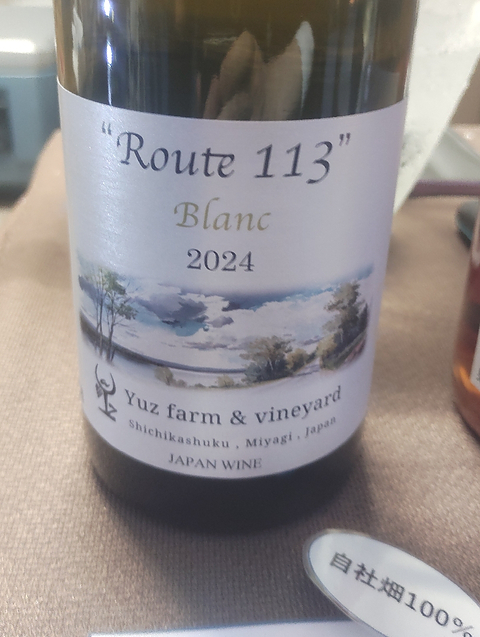 “Route 113”
Blanc
2024
Yuz farm & vineyard
Shichikashuku , Miyagi , Japan
JAPAN WINE
自社畑100%